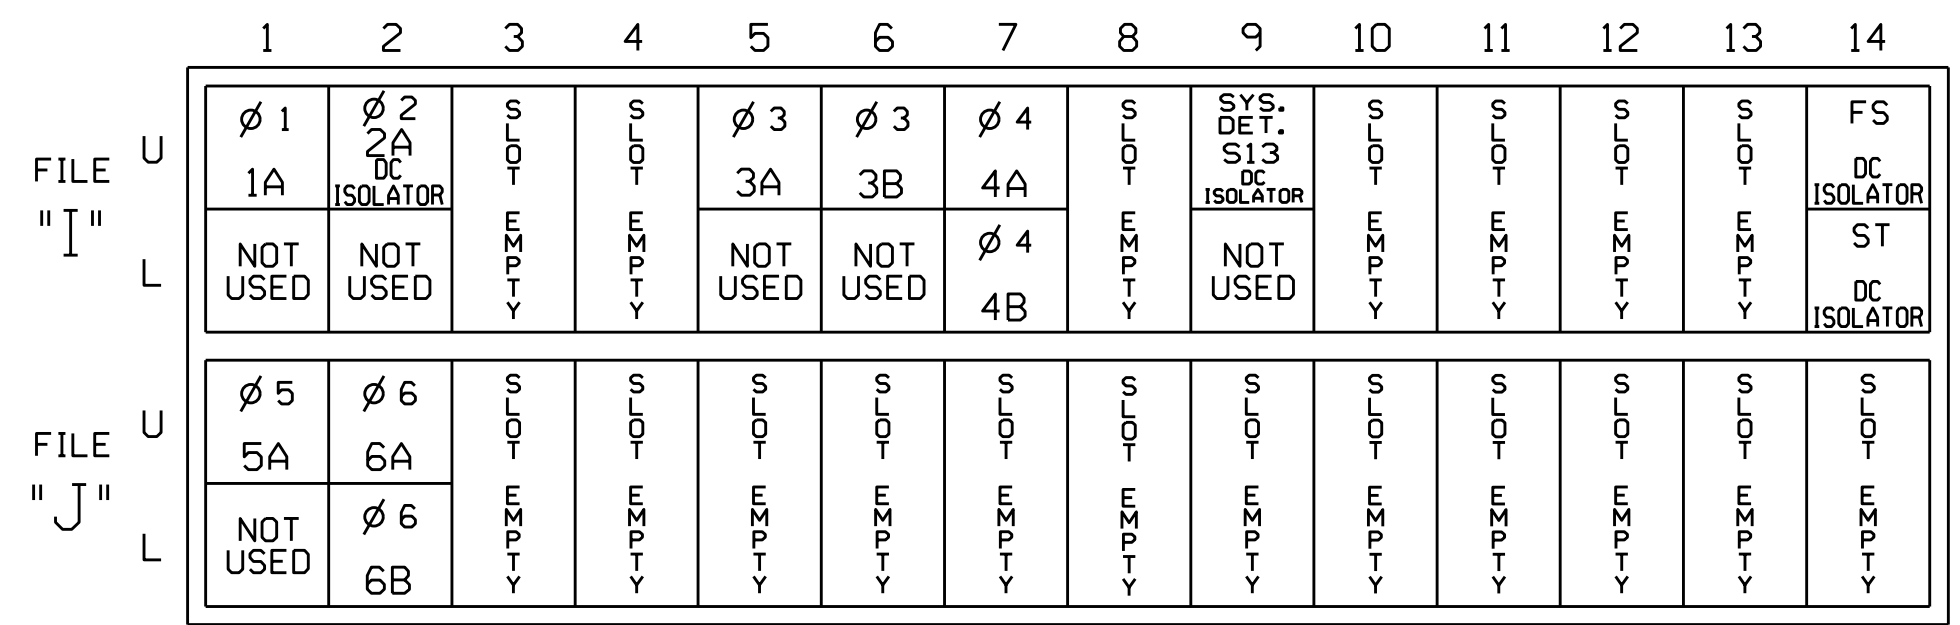 1 2 3 4 5 6 7 8 9 10 11 12 13 14
FILE
"I"
U
L
Ø 1
1A
NOT
USED
Ø 2
2A
DC
ISOLATOR
NOT
USED
SLOT EMPTY
SLOT EMPTY
Ø 3
3A
NOT
USED
Ø 3
3B
NOT
USED
Ø 4
4A
Ø 4
4B
SLOT EMPTY
SYS.
DET.
S13
DC
ISOLATOR
NOT
USED
SLOT EMPTY
SLOT EMPTY
SLOT EMPTY
SLOT EMPTY
FS
DC
ISOLATOR
ST
DC
ISOLATOR
FILE
"J"
U
L
Ø 5
5A
NOT
USED
Ø 6
6A
Ø 6
6B
SLOT EMPTY
SLOT EMPTY
SLOT EMPTY
SLOT EMPTY
SLOT EMPTY
SLOT EMPTY
SLOT EMPTY
SLOT EMPTY
SLOT EMPTY
SLOT EMPTY
SLOT EMPTY
SLOT EMPTY